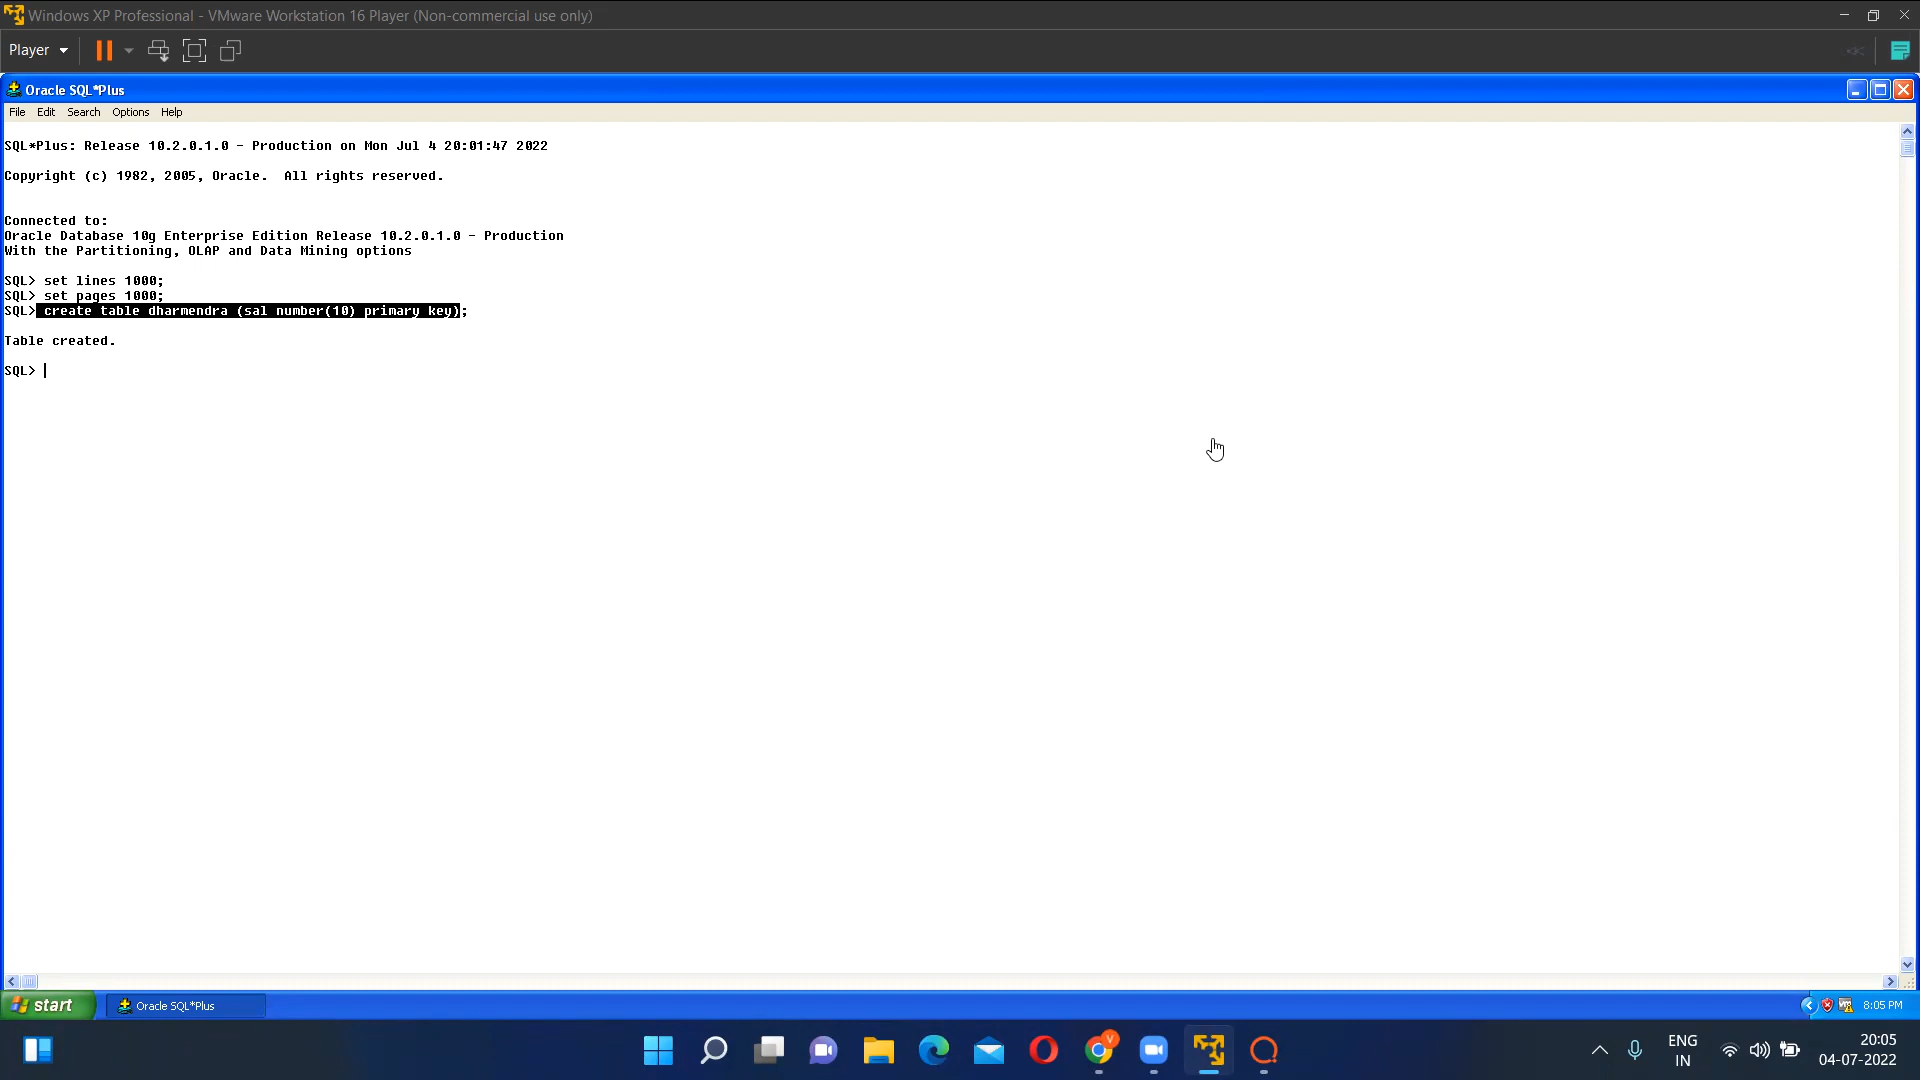 Windows XP Professional - VMware Workstation 16 Player (Non-commercial use only)
Player
Oracle SQL*Plus
File Edit Search Options Help
SQL*Plus: Release 10.2.0.1.0 - Production on Mon Jul 4 20:01:47 2022
Copyright (c) 1982, 2005, Oracle.  All rights reserved.
Connected to:
Oracle Database 10g Enterprise Edition Release 10.2.0.1.0 - Production
With the Partitioning, OLAP and Data Mining options
SQL> set lines 1000;
SQL> set pages 1000;
SQL> create table dharmendra (sal number(10) primary key);
Table created.
SQL>
start Oracle SQL*Plus 8:05 PM
V
ENG 20:05
IN 04-07-2022